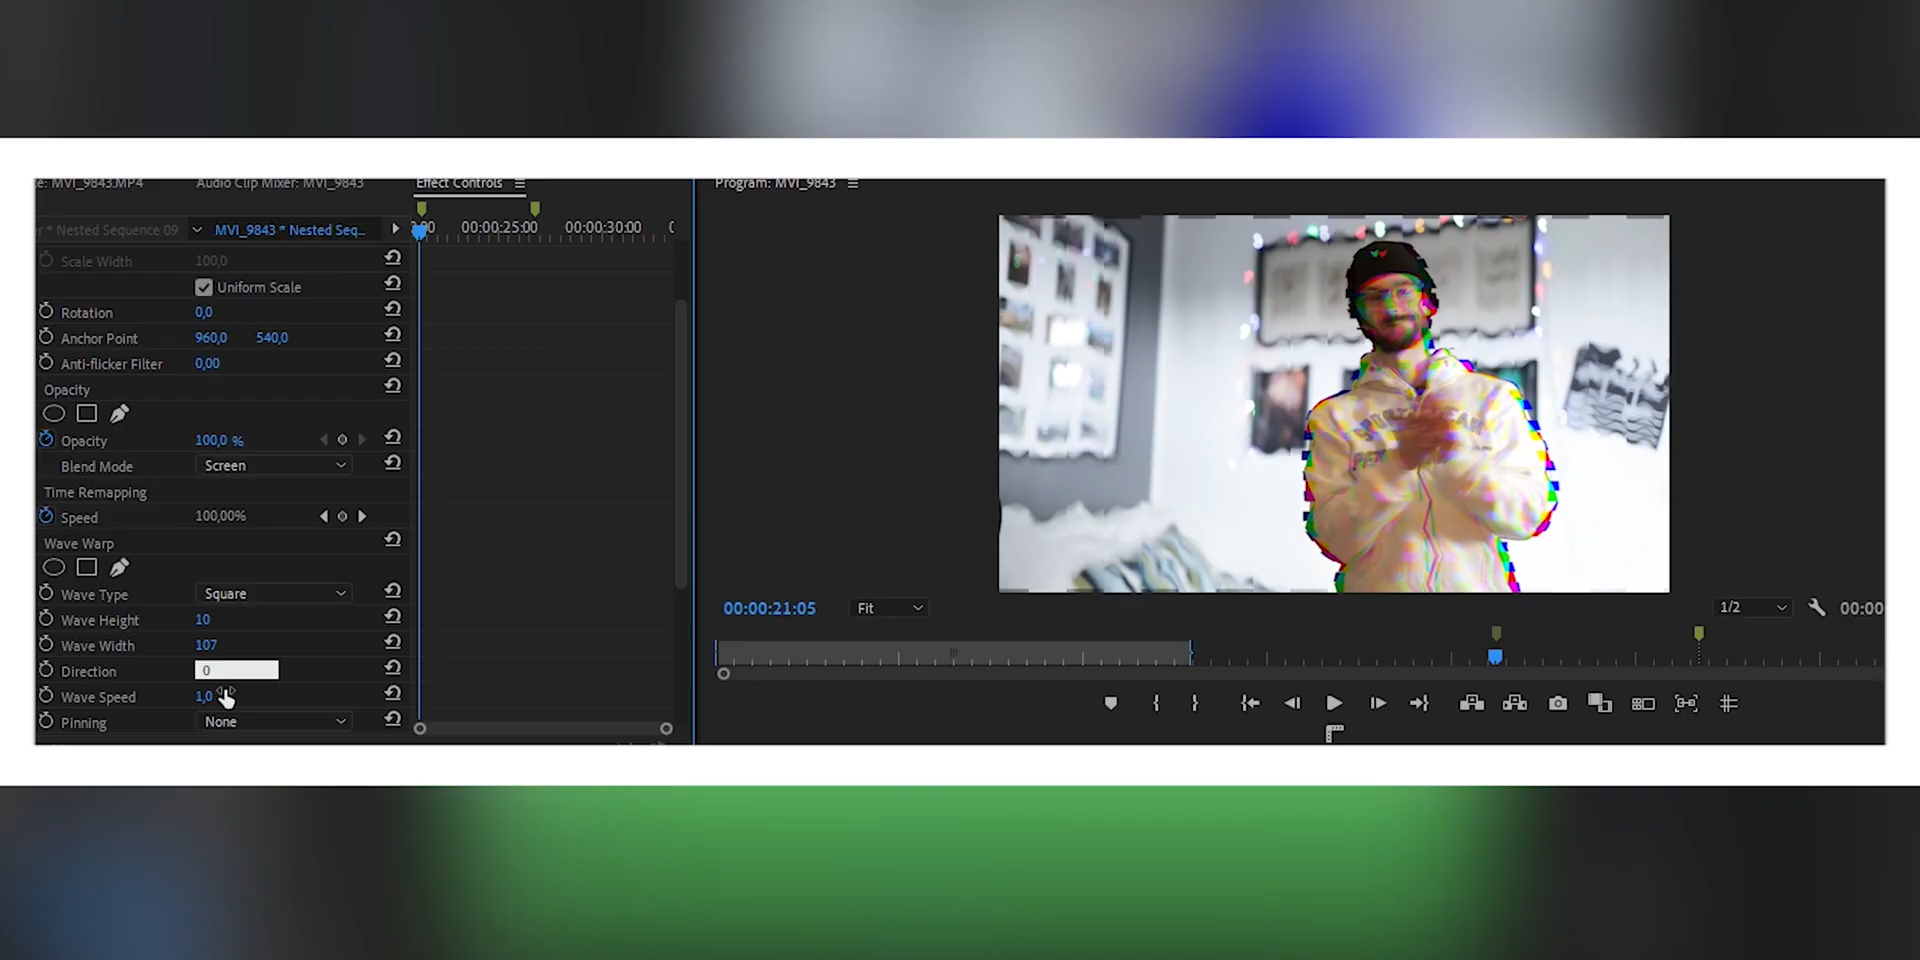 e: MVI_9843.MP4 Audio Clip Mixer: MVI_9843 Effect Controls
Program: MVI_9843
r * Nested Sequence 09 MVI_9843 * Nested Seq... :00 00:00:25:00 00:00:30:00
Scale Width 100,0
Uniform Scale
Rotation 0,0
Anchor Point 960,0 540,0
Anti-flicker Filter 0,00
Opacity
Opacity 100,0 %
Blend Mode Screen
Time Remapping
Speed 100,00%
Wave Warp
Wave Type Square
Wave Height 10
Wave Width 107
Direction 0
Wave Speed 1,0
Pinning None
00:00:21:05 Fit 1/2 00:00